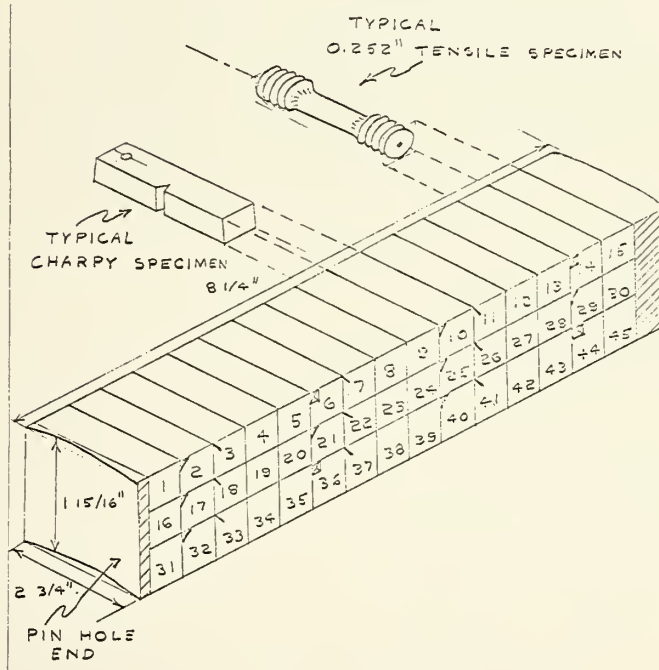 TYPICAL
0.252" TENSILE SPECIMEN
TYPICAL
CHARPY SPECIMEN
8 1/4"
1 2 3 4 5 6 7 8 9 10 11 12 13 14 15
16 17 18 19 20 21 22 23 24 25 26 27 28 29 30
31 32 33 34 35 36 37 38 39 40 41 42 43 44 45
1 15/16"
2 3/4"
PIN HOLE
END